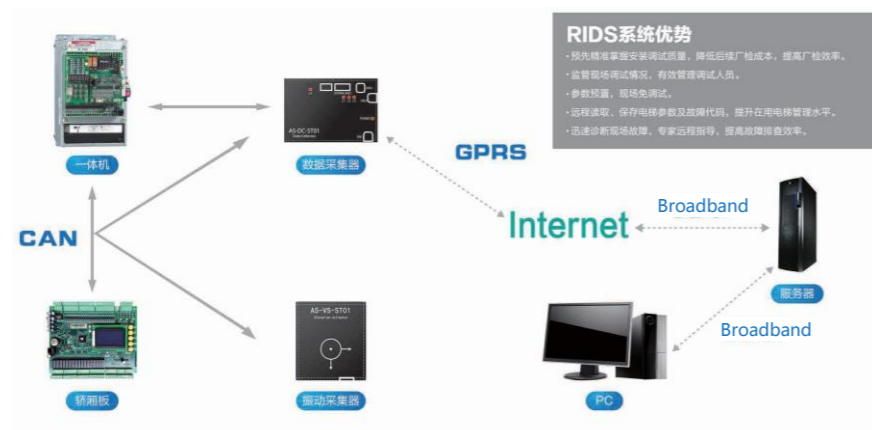 RIDS系统优势
·预先精准掌握安装调试质量，降低后续厂检成本，提高厂检效率。
·监管现场调试情况，有效管理调试人员。
·参数预置，现场免调试。
·远程读取、保存电梯参数及故障代码，提升在用电梯管理水平。
·迅速诊断现场故障，专家远程指导，提高故障排查效率。
一体机
AS-DC-ST01
数据采集器
GPRS
Internet
Broadband
CAN
服务器
AS-VS-ST01
Broadband
轿厢板
振动采集器
PC